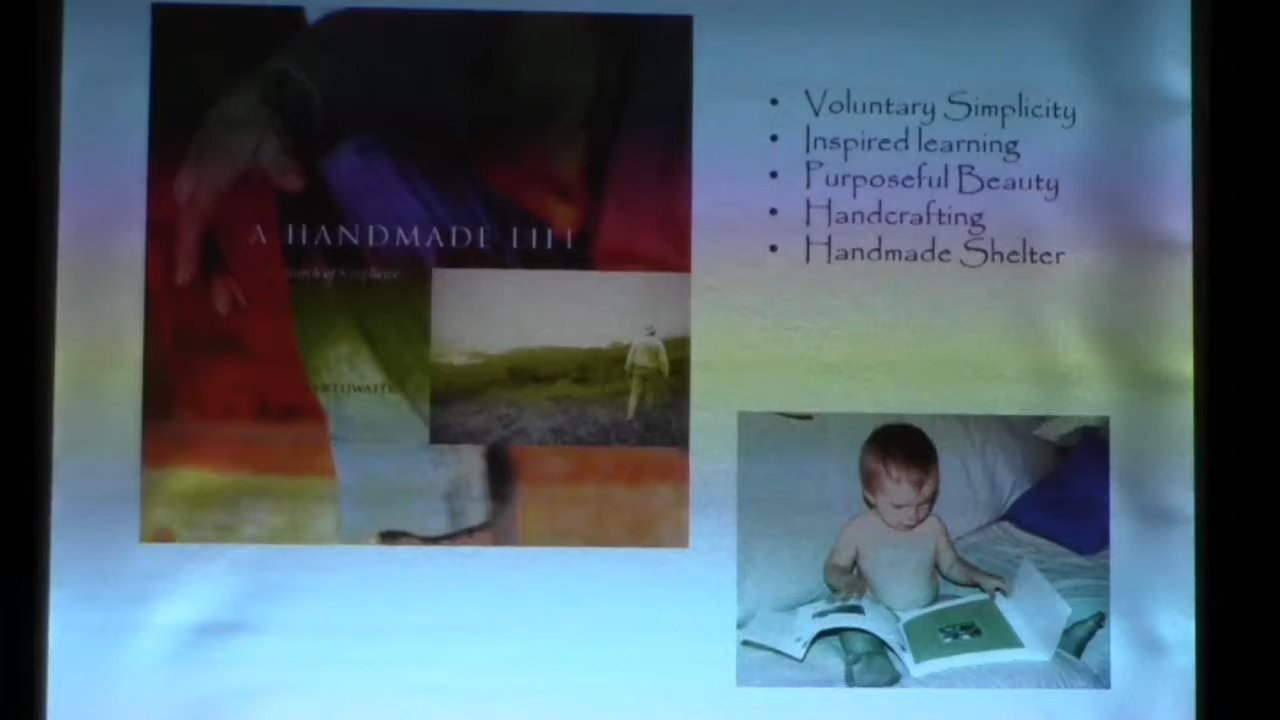 A HANDMADE LIFE
Voluntary Simplicity
Inspired learning
Purposeful Beauty
Handcrafting
Handmade Shelter